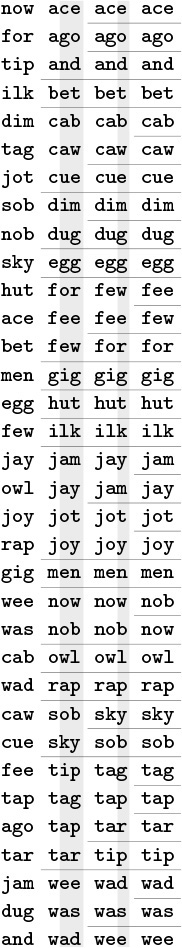 now ace ace ace
for ago ago ago
tip and and and
ilk bet bet bet
dim cab cab cab
tag caw caw caw
jot cue cue cue
sob dim dim dim
nob dug dug dug
sky egg egg egg
hut for few fee
ace fee fee few
bet few for for
men gig gig gig
egg hut hut hut
few ilk ilk ilk
jay jam jay jam
owl jay jam jay
joy jot jot jot
rap joy joy joy
gig men men men
wee now now nob
was nob nob now
cab owl owl owl
wad rap rap rap
caw sob sky sky
cue sky sob sob
fee tip tag tag
tap tag tap tap
ago tap tar tar
tar tar tip tip
jam wee wad wad
dug was was was
and wad wee wee